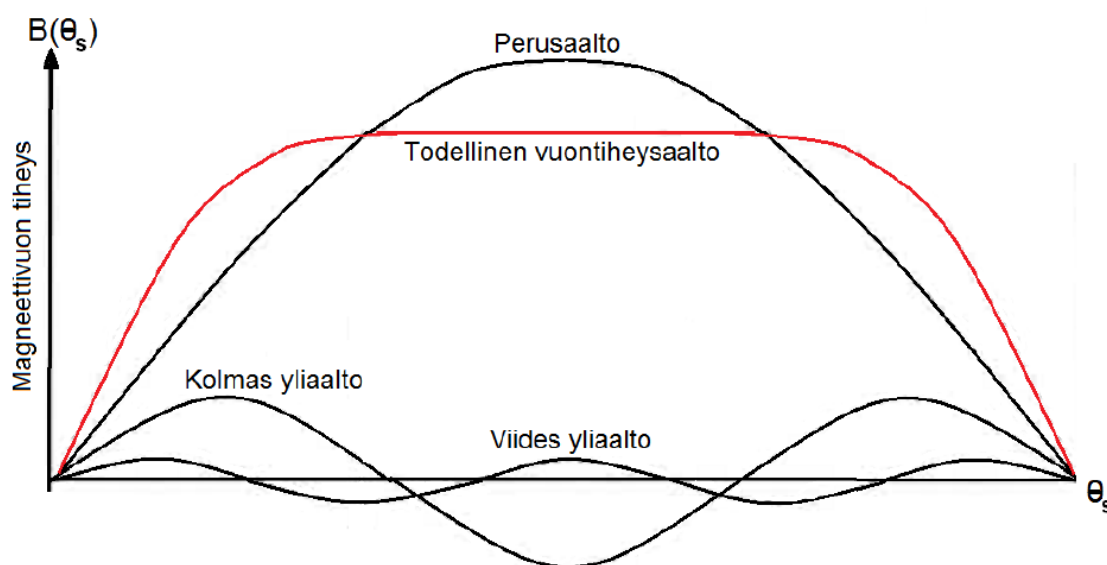 B(θs)
Perusaalto
Todellinen vuontiheysaalto
Magneettivuon tiheys
Kolmas yliaalto
Viides yliaalto
θs